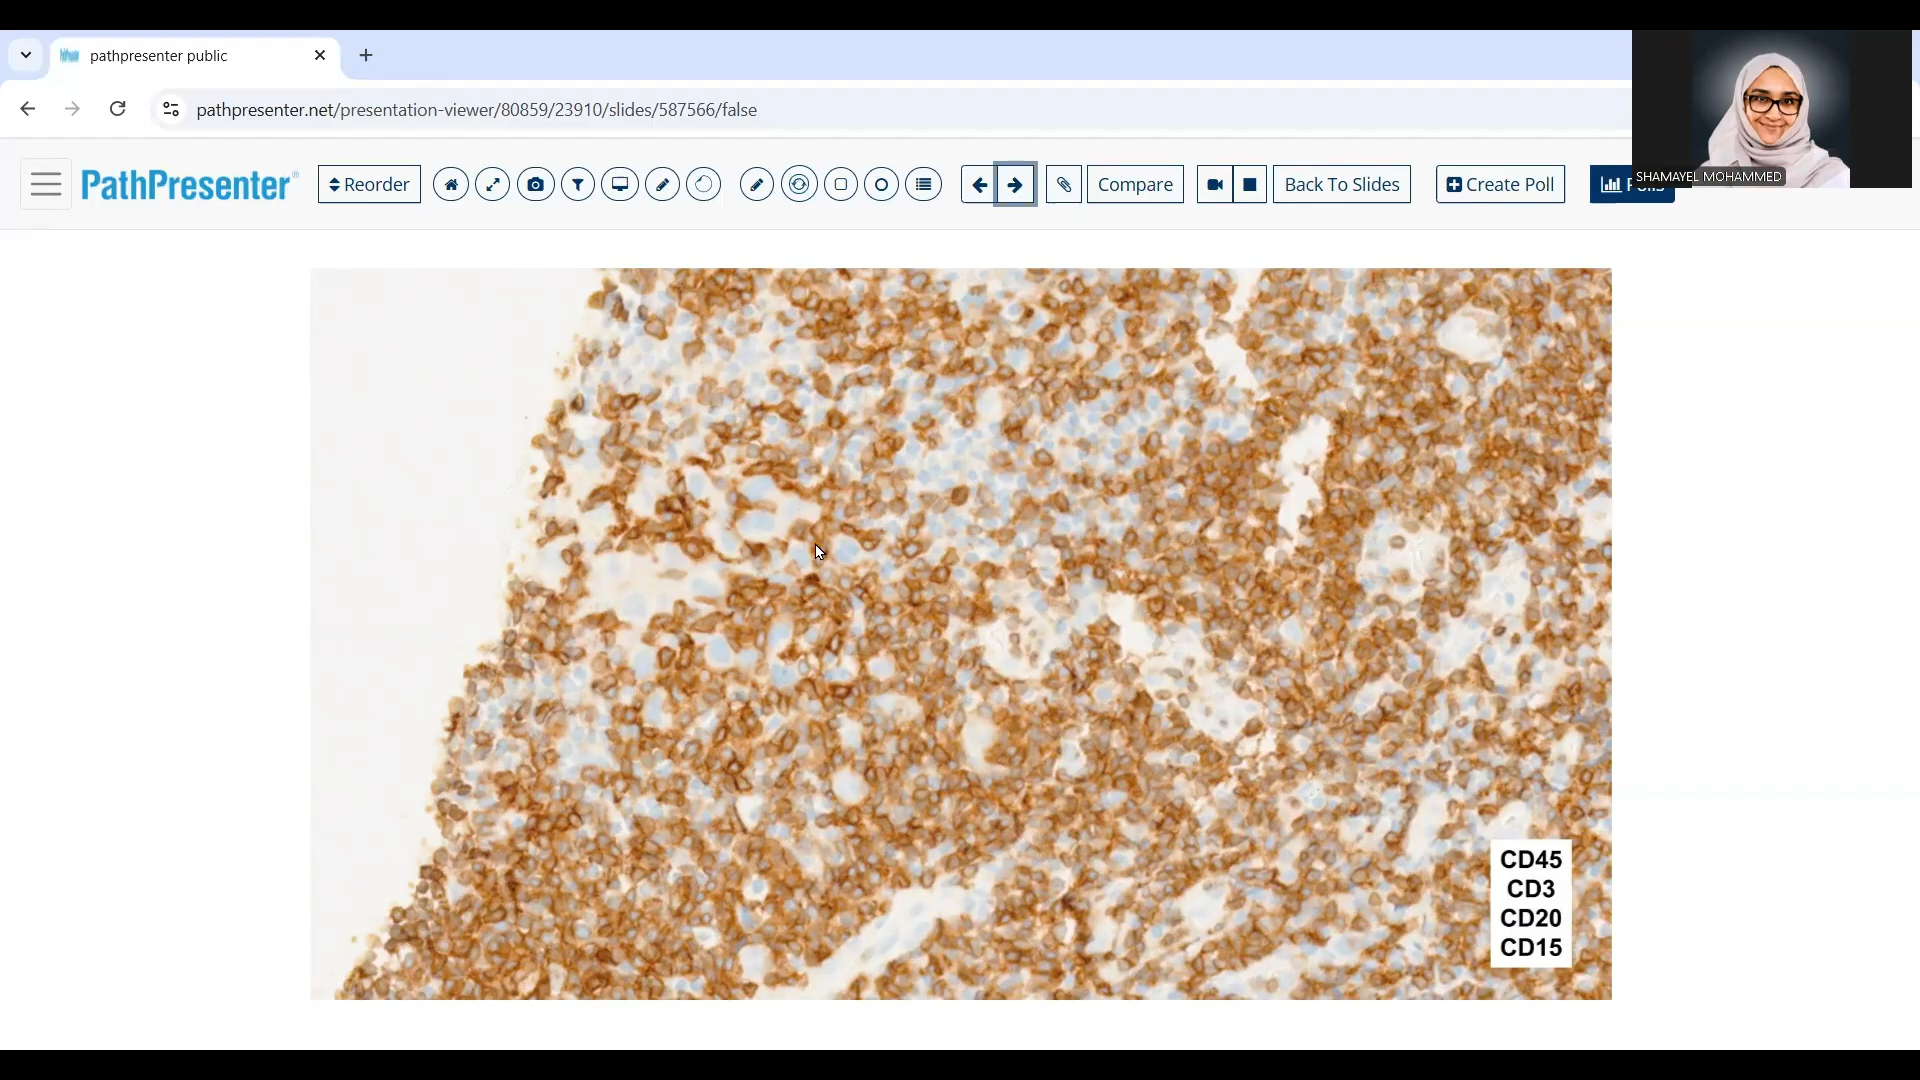 pathpresenter public
pathpresenter.net/presentation-viewer/80859/23910/slides/587566/false
PathPresenter®
Reorder
Compare
Back To Slides
Create Poll
Polls
SHAMAYEL MOHAMMED
CD45
CD3
CD20
CD15